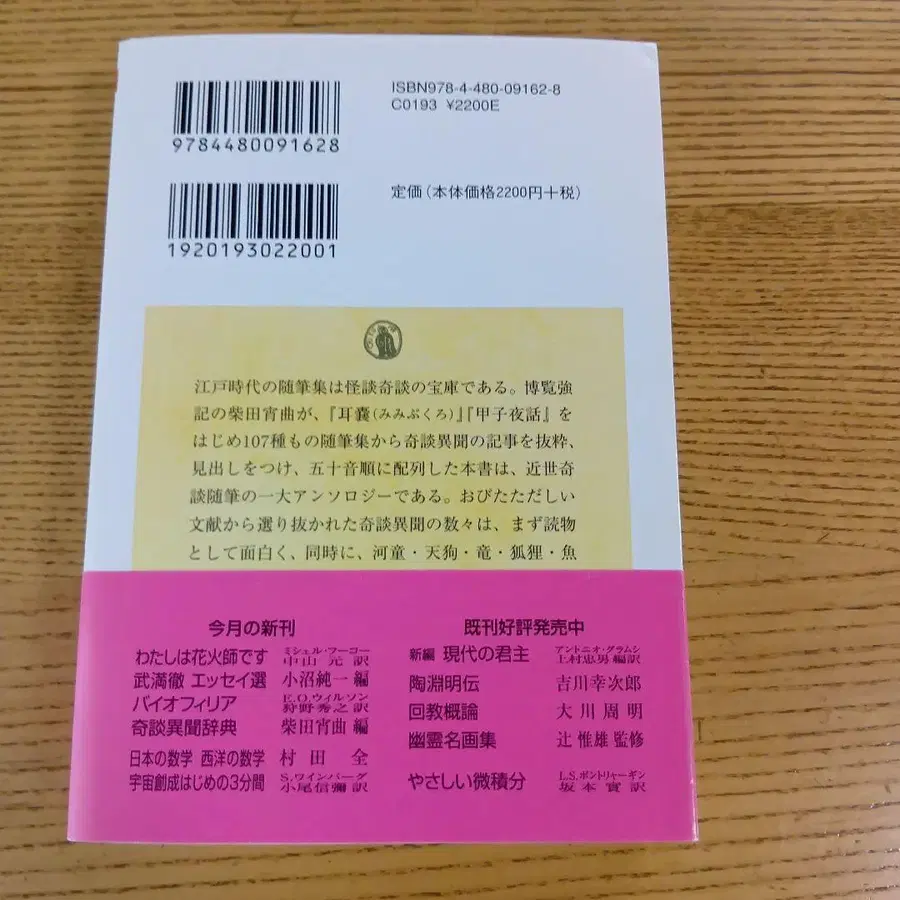 9784480091628
ISBN978-4-480-09162-8
C0193 ¥2200E
1920193022001
定価（本体価格2200円＋税）
江戸時代の随筆集は怪談奇談の宝庫である。博覧強
記の柴田宵曲が、『耳嚢（みみぶくろ）』『甲子夜話』を
はじめ107種もの随筆集から奇談異聞の記事を抜粋、
見出しをつけ、五十音順に配列した本書は、近世奇
談随筆の一大アンソロジーである。おびただしい
文献から選り抜かれた奇談異聞の数々は、まず読物
として面白く、同時に、河童・天狗・竜・狐狸・魚
今月の新刊
わたしは花火師です ミシェル・フーコー 中山元訳
武満徹 エッセイ選 小沼純一編
バイオフィリア E.O.ウィルソン 狩野秀之訳
奇談異聞辞典 柴田宵曲編
日本の数学 西洋の数学 村田全
宇宙創成はじめの3分間 S.ワインバーグ 小尾信彌訳
既刊好評発売中
新編 現代の君主 アントニオ・グラムシ 上村忠男編訳
陶淵明伝 吉川幸次郎
回教概論 大川周明
幽霊名画集 辻惟雄監修
やさしい微積分 L.S.ポントリャーギン 坂本實訳